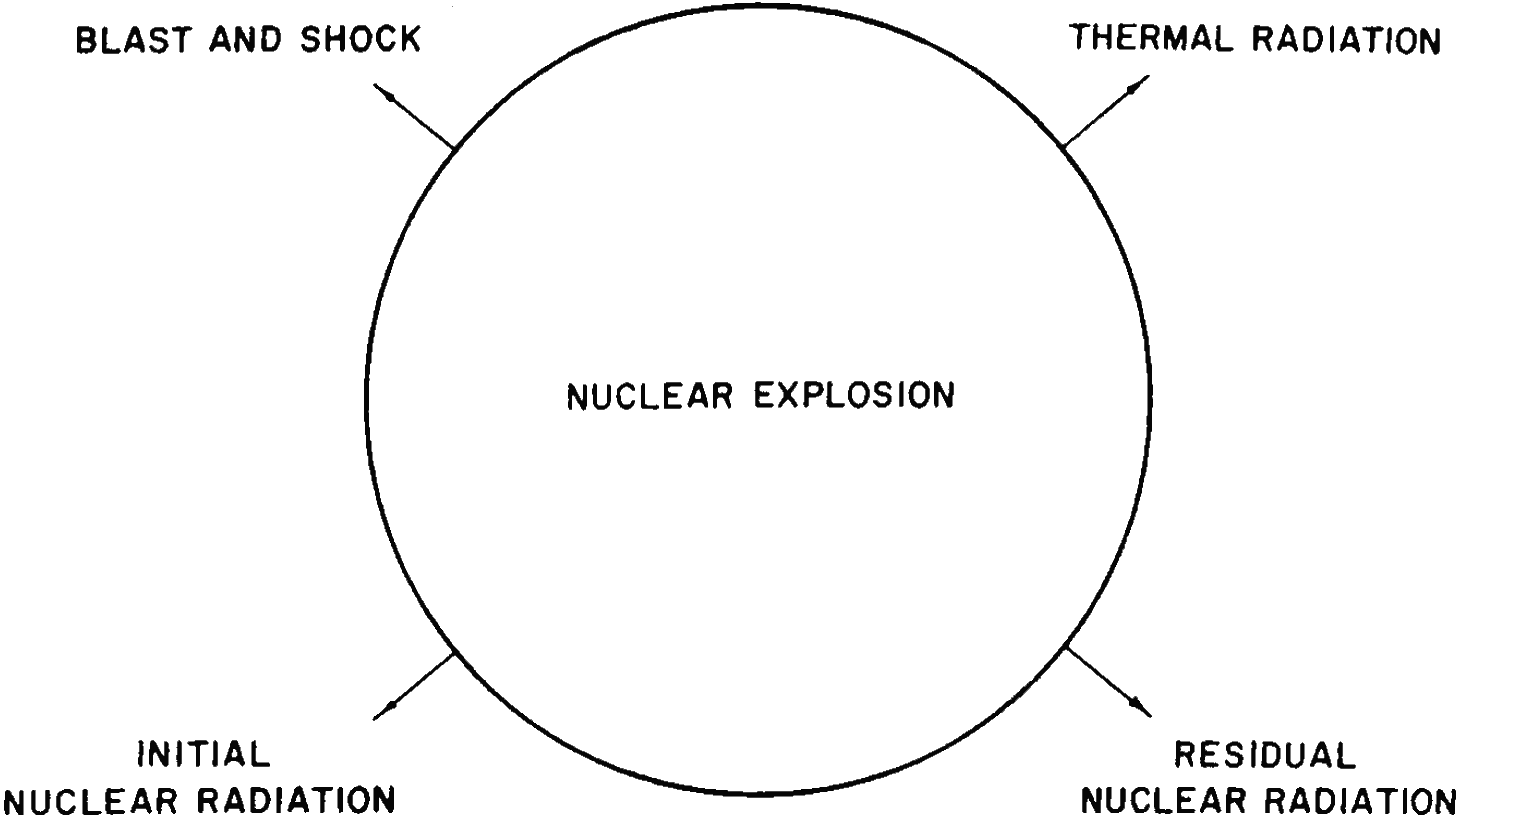 BLAST AND SHOCK
THERMAL RADIATION
NUCLEAR EXPLOSION
INITIAL
NUCLEAR RADIATION
RESIDUAL
NUCLEAR RADIATION